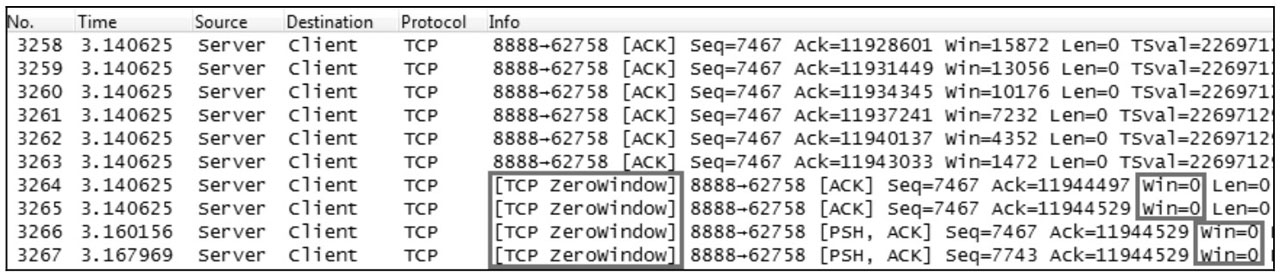 No. Time Source Destination Protocol Info
3258 3.140625 Server Client TCP 8888→62758 [ACK] Seq=7467 Ack=11928601 Win=15872 Len=0 TSval=226971
3259 3.140625 Server Client TCP 8888→62758 [ACK] Seq=7467 Ack=11931449 Win=13056 Len=0 TSval=226971
3260 3.140625 Server Client TCP 8888→62758 [ACK] Seq=7467 Ack=11934345 Win=10176 Len=0 TSval=226971
3261 3.140625 Server Client TCP 8888→62758 [ACK] Seq=7467 Ack=11937241 Win=7232 Len=0 TSval=2269712
3262 3.140625 Server Client TCP 8888→62758 [ACK] Seq=7467 Ack=11940137 Win=4352 Len=0 TSval=2269712
3263 3.140625 Server Client TCP 8888→62758 [ACK] Seq=7467 Ack=11943033 Win=1472 Len=0 TSval=2269712
3264 3.140625 Server Client TCP [TCP ZeroWindow] 8888→62758 [ACK] Seq=7467 Ack=11944497 Win=0 Len=0
3265 3.140625 Server Client TCP [TCP ZeroWindow] 8888→62758 [ACK] Seq=7467 Ack=11944529 Win=0 Len=0
3266 3.160156 Server Client TCP [TCP ZeroWindow] 8888→62758 [PSH, ACK] Seq=7467 Ack=11944529 Win=0
3267 3.167969 Server Client TCP [TCP ZeroWindow] 8888→62758 [PSH, ACK] Seq=7743 Ack=11944529 Win=0